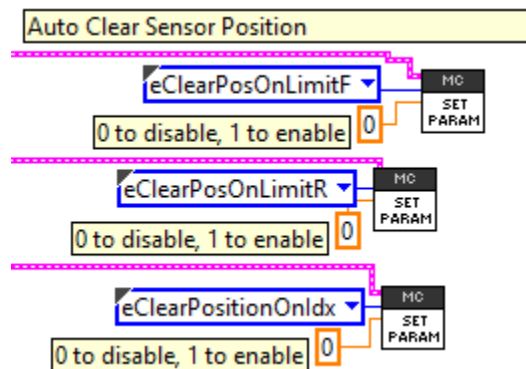 Auto Clear Sensor Position
eClearPosOnLimitF
MC
SET
PARAM
0 to disable, 1 to enable
0
eClearPosOnLimitR
MC
SET
PARAM
0 to disable, 1 to enable
0
eClearPositionOnIdx
MC
SET
PARAM
0 to disable, 1 to enable
0